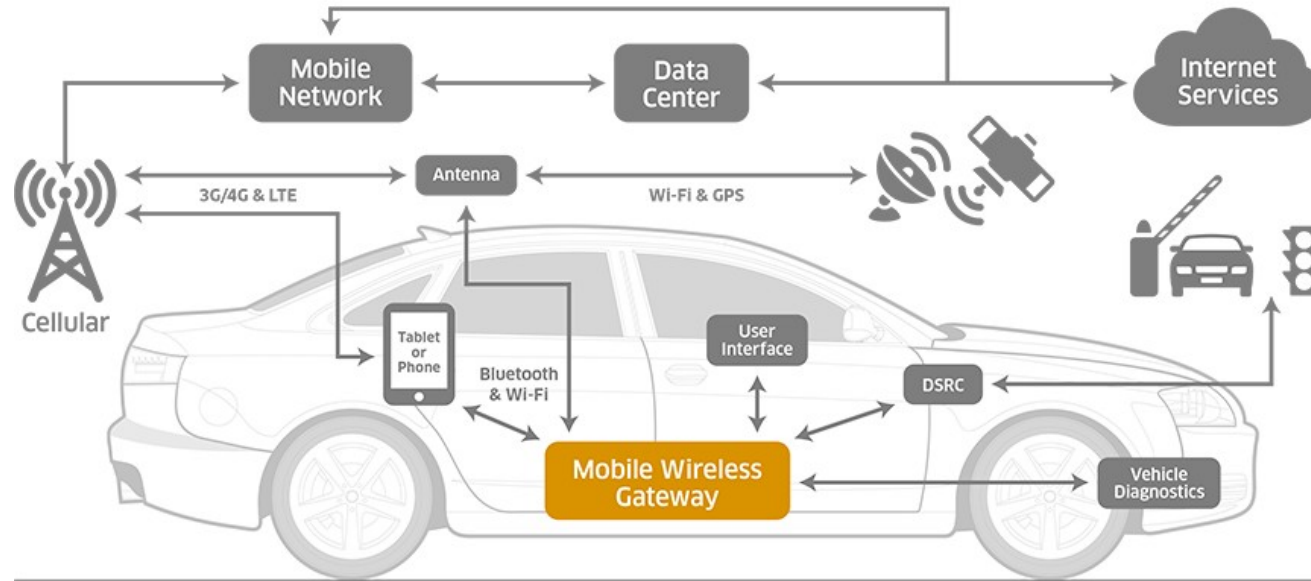 Mobile
Network
Data
Center
Internet
Services
Antenna
3G/4G & LTE
Wi-Fi & GPS
Cellular
Tablet
or
Phone
Bluetooth
& Wi-Fi
User
Interface
DSRC
Mobile Wireless
Gateway
Vehicle
Diagnostics